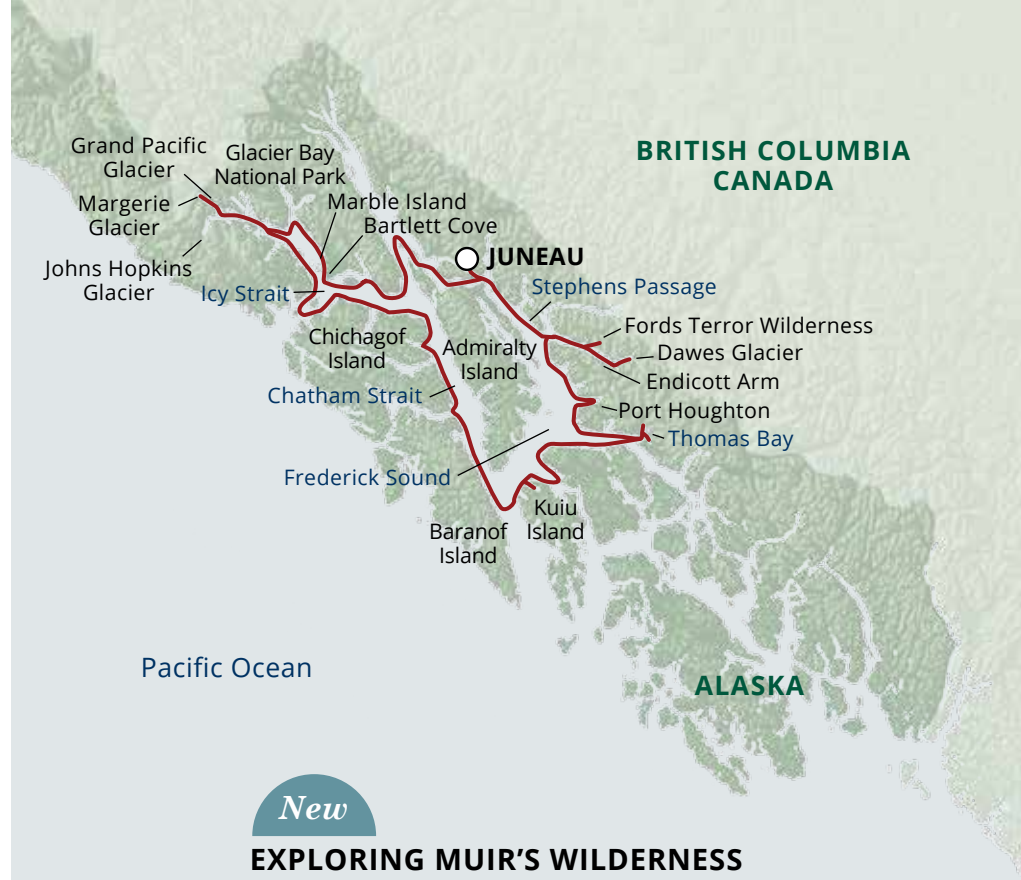 BRITISH COLUMBIA
CANADA
Grand Pacific
Glacier
Glacier Bay
National Park
Margerie
Glacier
Marble Island
Bartlett Cove
Johns Hopkins
Glacier
Icy Strait
JUNEAU
Stephens Passage
Fords Terror Wilderness
Chichagof
Island
Admiralty
Island
Dawes Glacier
Endicott Arm
Chatham Strait
Port Houghton
Thomas Bay
Frederick Sound
Kuiu
Island
Baranof
Island
Pacific Ocean
ALASKA
New
EXPLORING MUIR'S WILDERNESS